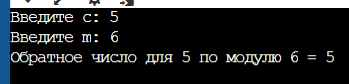 Введите c: 5
Введите m: 6
Обратное число для 5 по модулю 6 = 5